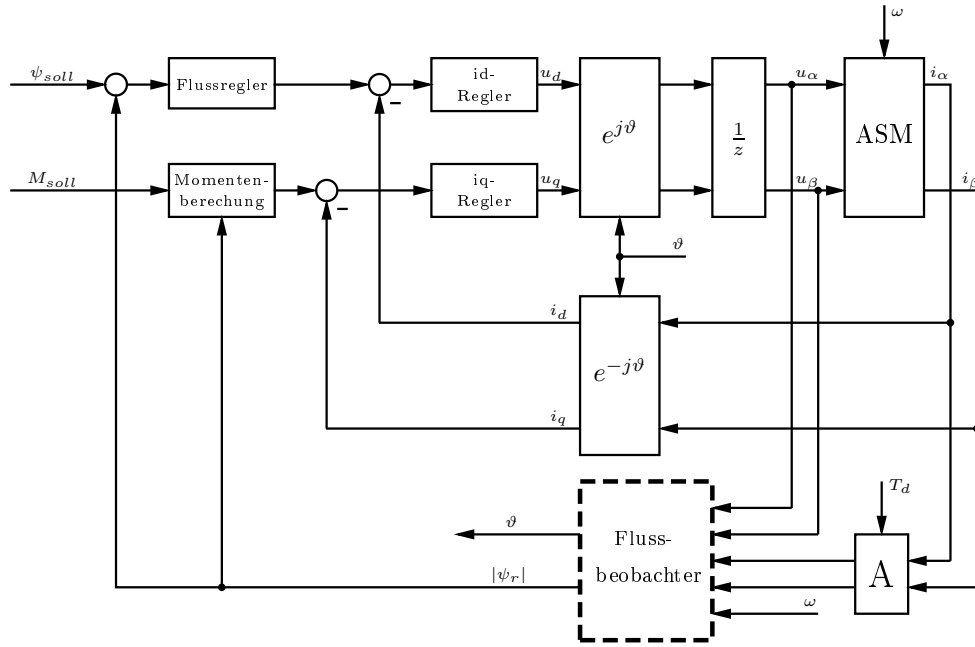 ω
ψ_soll
Flussregler
id-
Regler
u_d
e^{jϑ}
1/z
u_α
ASM
i_α
M_soll
Momenten-
berechung
iq-
Regler
u_q
u_β
i_β
ϑ
i_d
e^{-jϑ}
i_q
T_d
ϑ
Fluss-
beobachter
|ψ_r|
A
ω